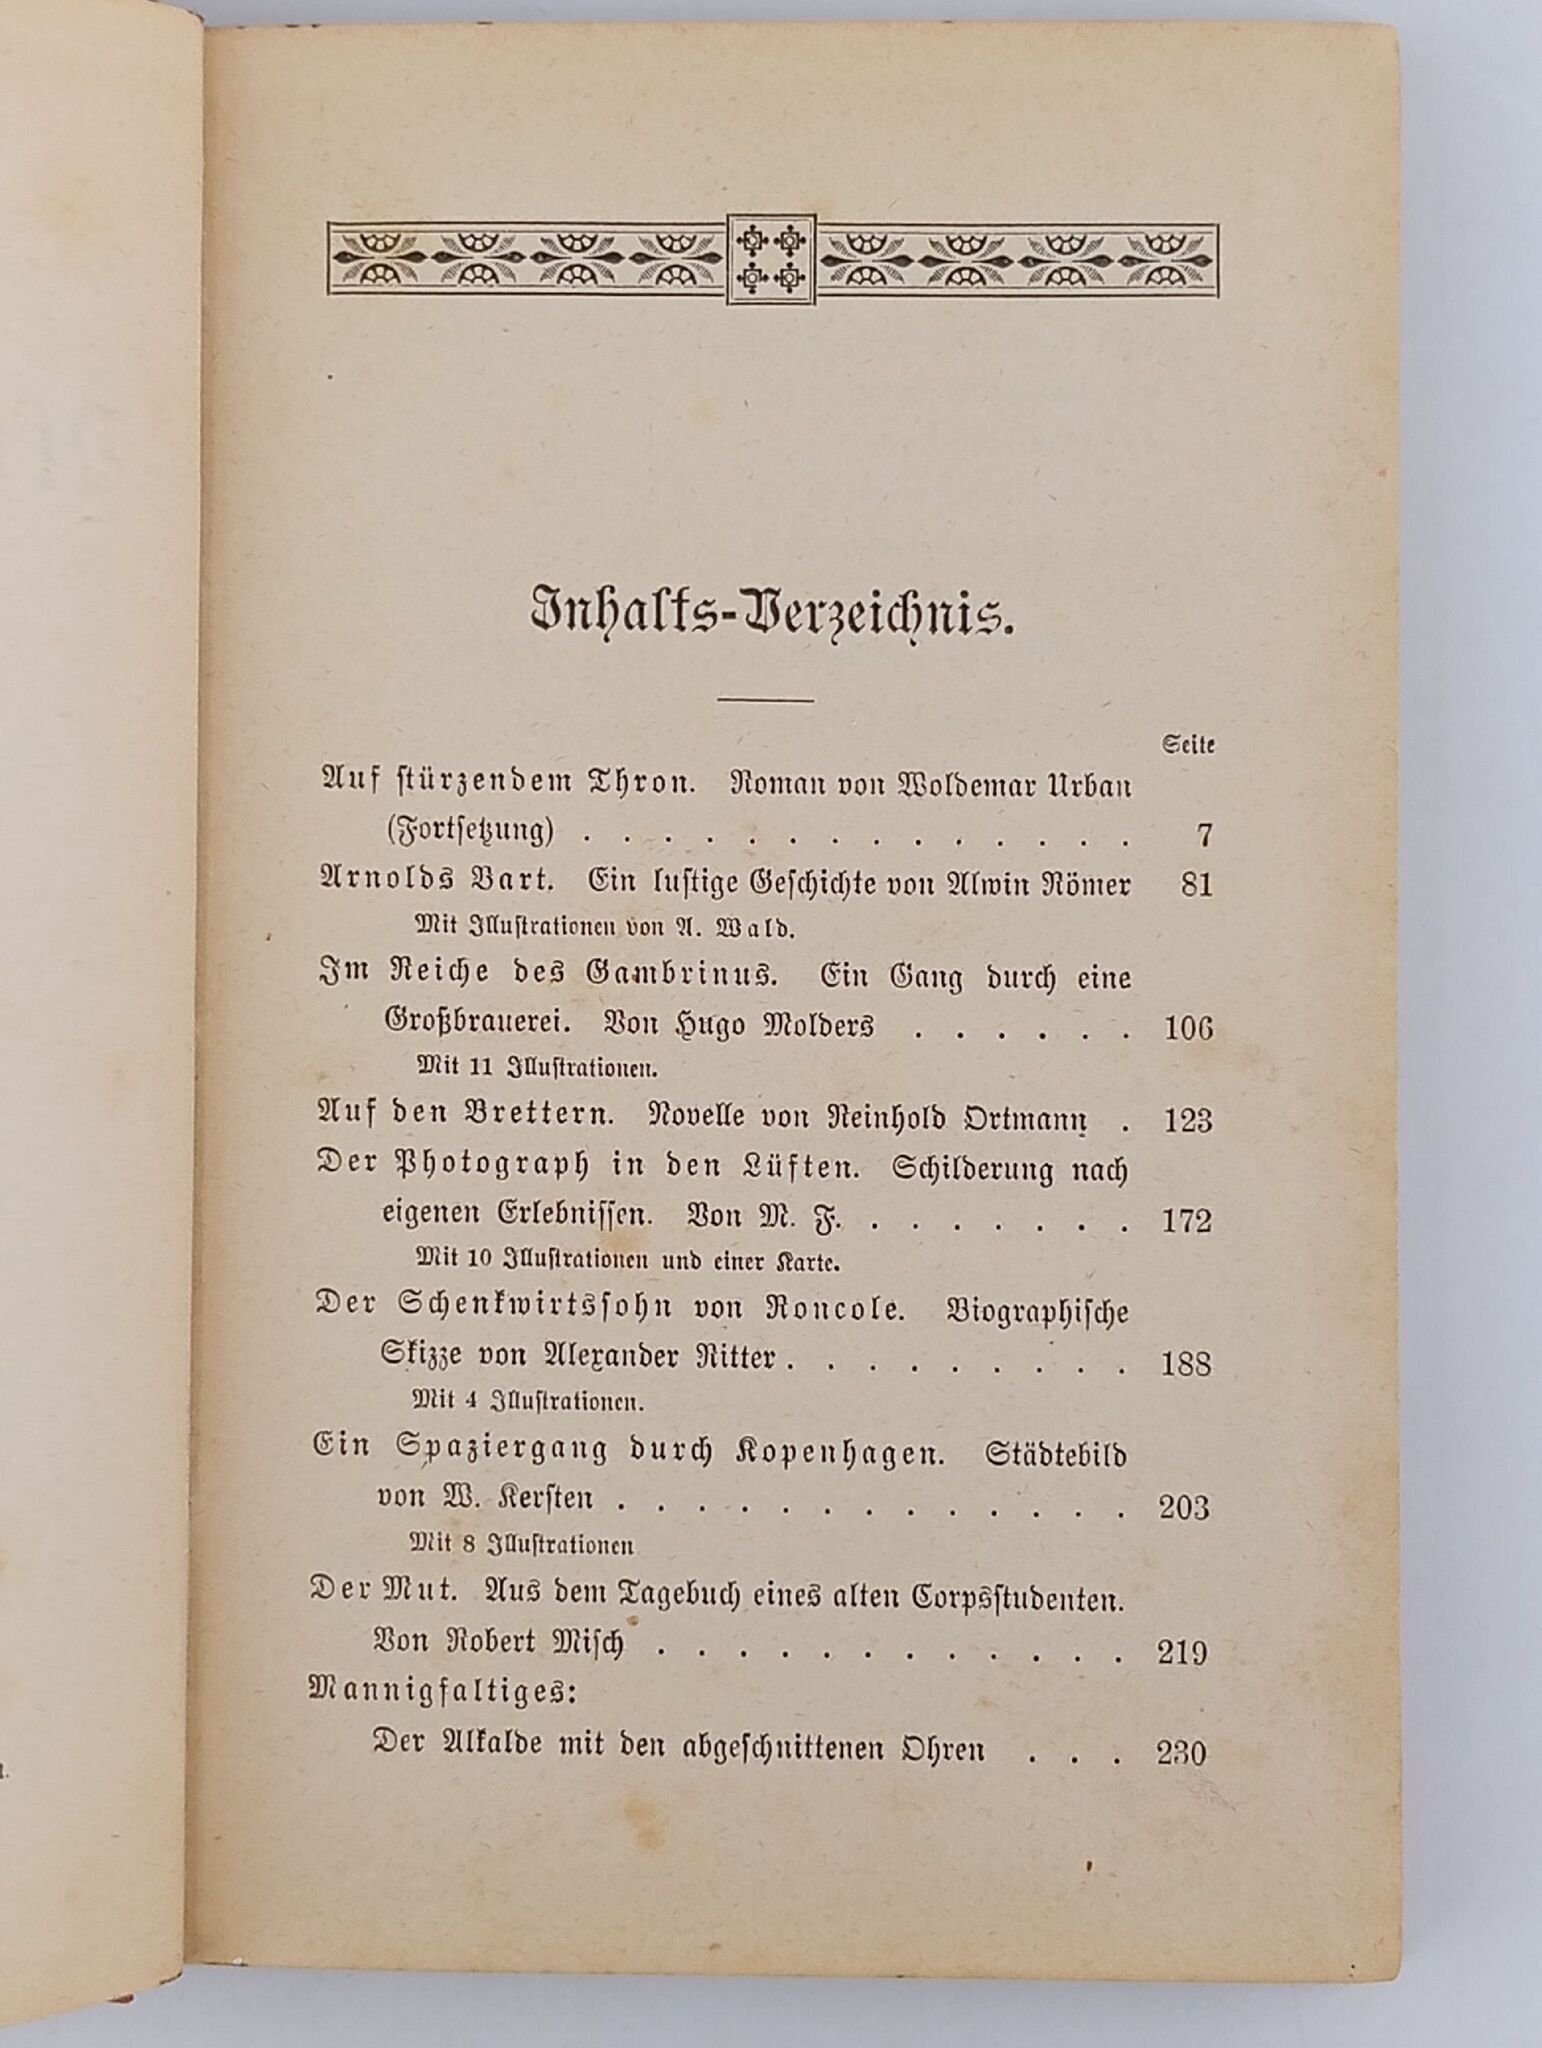 Inhalts-Verzeichnis.
Seite
Auf stürzendem Thron. Roman von Woldemar Urban
(Fortsetzung) . . . . . . . . . . . . . . 7
Arnolds Bart. Ein lustige Geschichte von Alwin Römer 81
Mit Illustrationen von A. Wald.
Im Reiche des Gambrinus. Ein Gang durch eine
Großbrauerei. Von Hugo Molders . . . . . . 106
Mit 11 Illustrationen.
Auf den Brettern. Novelle von Reinhold Ortmann . 123
Der Photograph in den Lüften. Schilderung nach
eigenen Erlebnissen. Von M. F. . . . . . . . 172
Mit 10 Illustrationen und einer Karte.
Der Schenkwirtssohn von Roncole. Biographische
Skizze von Alexander Ritter . . . . . . . . . 188
Mit 4 Illustrationen.
Ein Spaziergang durch Kopenhagen. Städtebild
von W. Kersten . . . . . . . . . . . . . 203
Mit 8 Illustrationen
Der Mut. Aus dem Tagebuch eines alten Corpsstudenten.
Von Robert Misch . . . . . . . . . . . . 219
Mannigfaltiges:
Der Alkalde mit den abgeschnittenen Ohren . . . 230